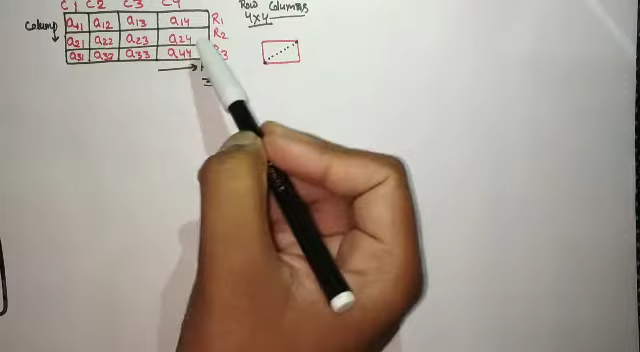 C1 C2 C3 C4
a11 a12 a13 a14 R1
Column a21 a22 a23 a24 R2
a31 a32 a33 a44 R3
Row Columns
4x4